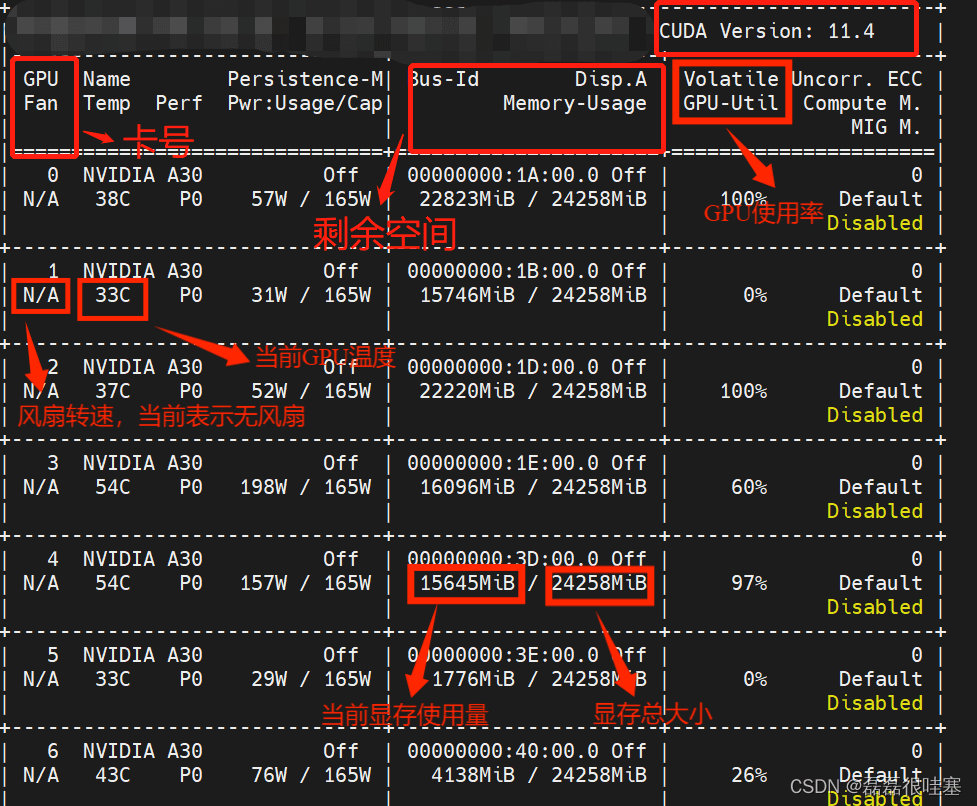 CUDA Version: 11.4
GPU Name Persistence-M| Bus-Id Disp.A | Volatile Uncorr. ECC |
Fan Temp Perf Pwr:Usage/Cap| Memory-Usage | GPU-Util Compute M. |
MIG M. |
卡号
0 NVIDIA A30 Off | 00000000:1A:00.0 Off | 0 |
N/A 38C P0 57W / 165W | 22823MiB / 24258MiB | 100% Default |
GPU使用率
Disabled |
剩余空间
1 NVIDIA A30 Off | 00000000:1B:00.0 Off | 0 |
N/A 33C P0 31W / 165W | 15746MiB / 24258MiB | 0% Default |
Disabled |
当前GPU温度
2 NVIDIA A30 Off | 00000000:1D:00.0 Off | 0 |
N/A 37C P0 52W / 165W | 22220MiB / 24258MiB | 100% Default |
风扇转速，当前表示无风扇
Disabled |
3 NVIDIA A30 Off | 00000000:1E:00.0 Off | 0 |
N/A 54C P0 198W / 165W | 16096MiB / 24258MiB | 60% Default |
Disabled |
4 NVIDIA A30 Off | 00000000:3D:00.0 Off | 0 |
N/A 54C P0 157W / 165W | 15645MiB / 24258MiB | 97% Default |
Disabled |
5 NVIDIA A30 Off | 00000000:3E:00.0 Off | 0 |
N/A 33C P0 29W / 165W | 1776MiB / 24258MiB | 0% Default |
Disabled |
当前显存使用量
显存总大小
6 NVIDIA A30 Off | 00000000:40:00.0 Off | 0 |
N/A 43C P0 76W / 165W | 4138MiB / 24258MiB | 26% Default |
CSDN @磊磊很哇塞
Disabled |